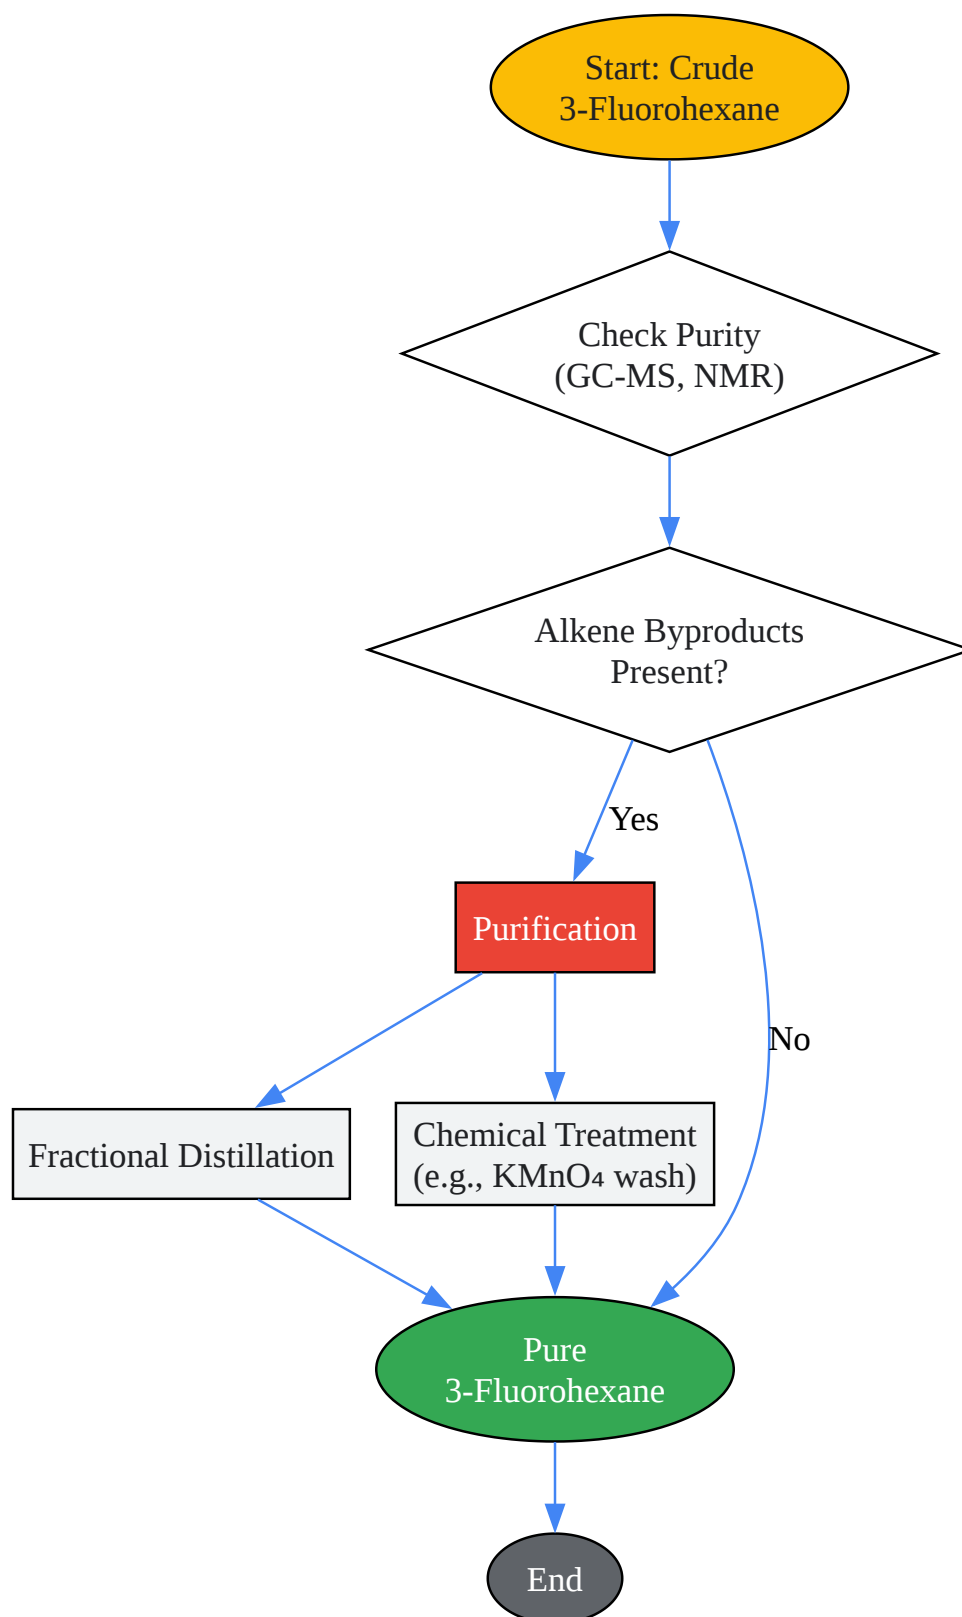 Start: Crude
3-Fluorohexane
Check Purity
(GC-MS, NMR)
Alkene Byproducts
Present?
Yes
Purification
No
Fractional Distillation
Chemical Treatment
(e.g., KMnO₄ wash)
Pure
3-Fluorohexane
End